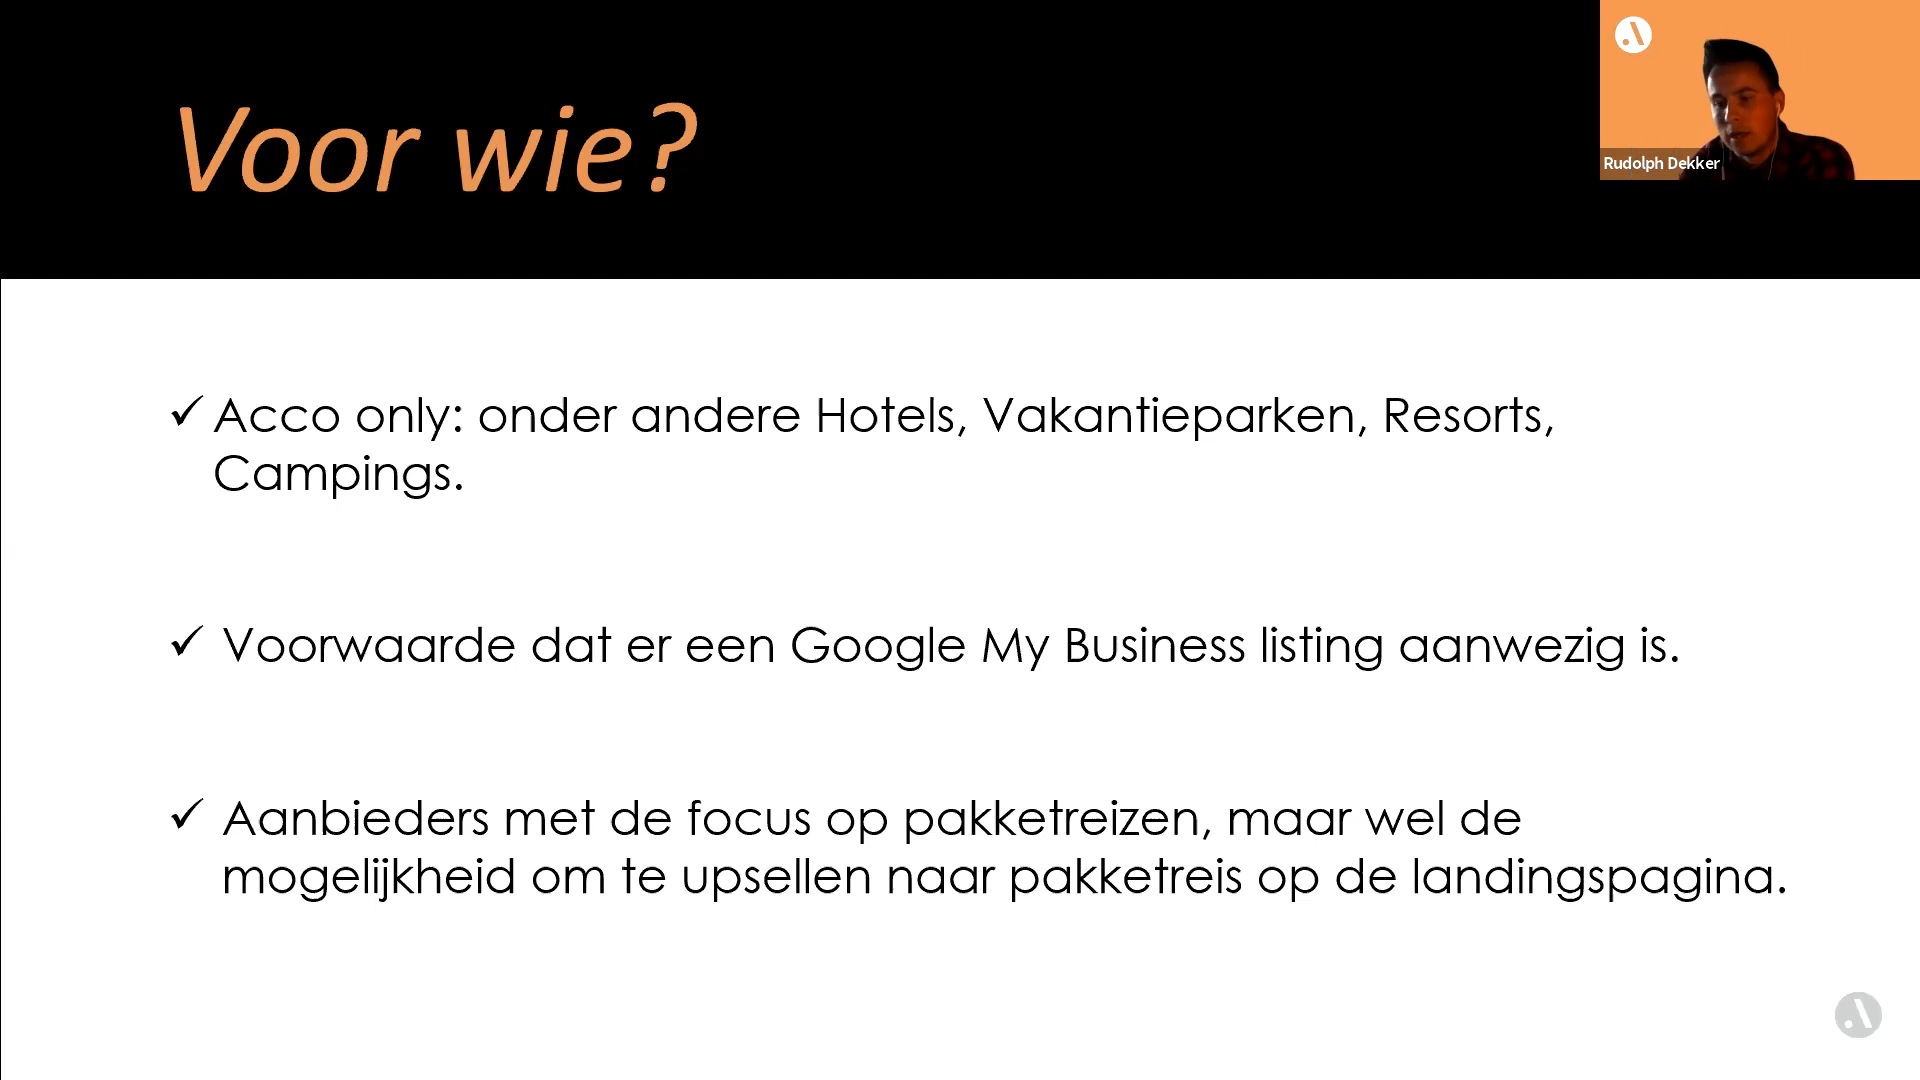 Voor wie?
Rudolph Dekker
Acco only: onder andere Hotels, Vakantieparken, Resorts,
Campings.
Voorwaarde dat er een Google My Business listing aanwezig is.
Aanbieders met de focus op pakketreizen, maar wel de
mogelijkheid om te upsellen naar pakketreis op de landingspagina.